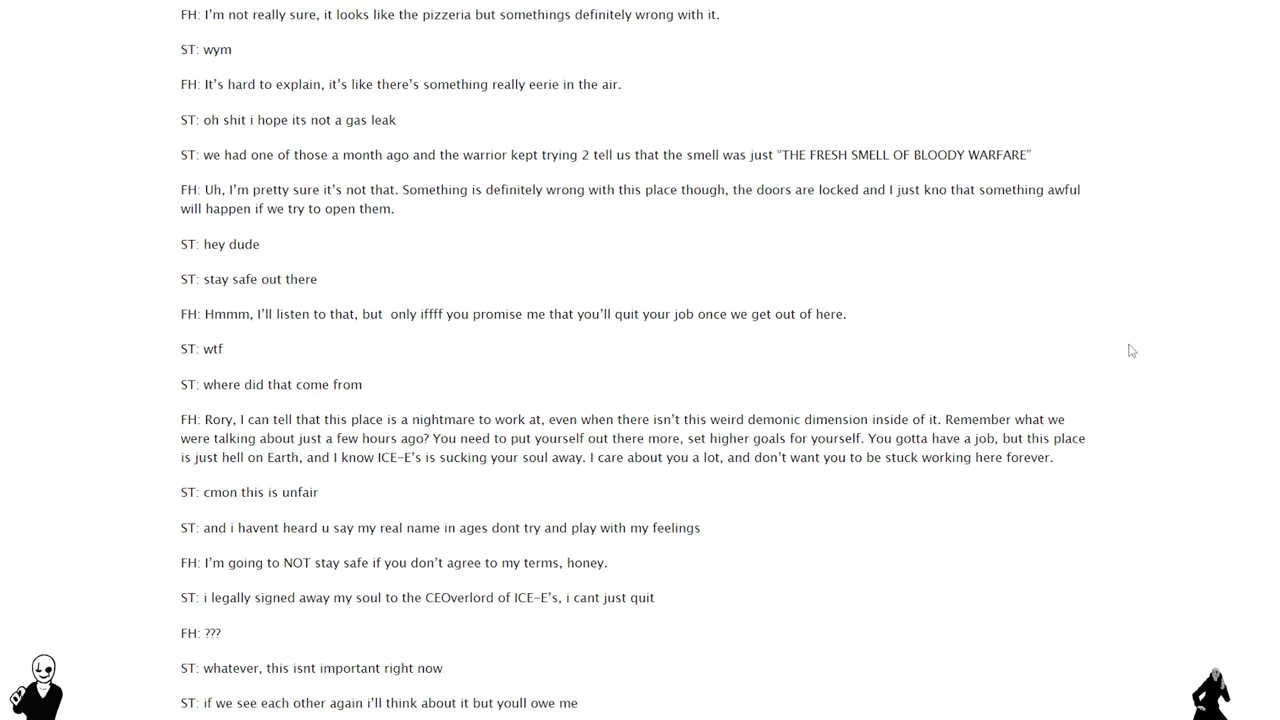 FH: I'm not really sure, it looks like the pizzeria but somethings definitely wrong with it.
ST: wym
FH: It's hard to explain, it's like there's something really eerie in the air.
ST: oh shit i hope its not a gas leak
ST: we had one of those a month ago and the warrior kept trying 2 tell us that the smell was just “THE FRESH SMELL OF BLOODY WARFARE”
FH: Uh, I'm pretty sure it's not that. Something is definitely wrong with this place though, the doors are locked and I just kno that something awful
will happen if we try to open them.
ST: hey dude
ST: stay safe out there
FH: Hmmm, I'll listen to that, but  only iffff you promise me that you'll quit your job once we get out of here.
ST: wtf
ST: where did that come from
FH: Rory, I can tell that this place is a nightmare to work at, even when there isn't this weird demonic dimension inside of it. Remember what we
were talking about just a few hours ago? You need to put yourself out there more, set higher goals for yourself. You gotta have a job, but this place
is just hell on Earth, and I know ICE-E's is sucking your soul away. I care about you a lot, and don't want you to be stuck working here forever.
ST: cmon this is unfair
ST: and i havent heard u say my real name in ages dont try and play with my feelings
FH: I'm going to NOT stay safe if you don't agree to my terms, honey.
ST: i legally signed away my soul to the CEOverlord of ICE-E's, i cant just quit
FH: ???
ST: whatever, this isnt important right now
ST: if we see each other again i'll think about it but youll owe me